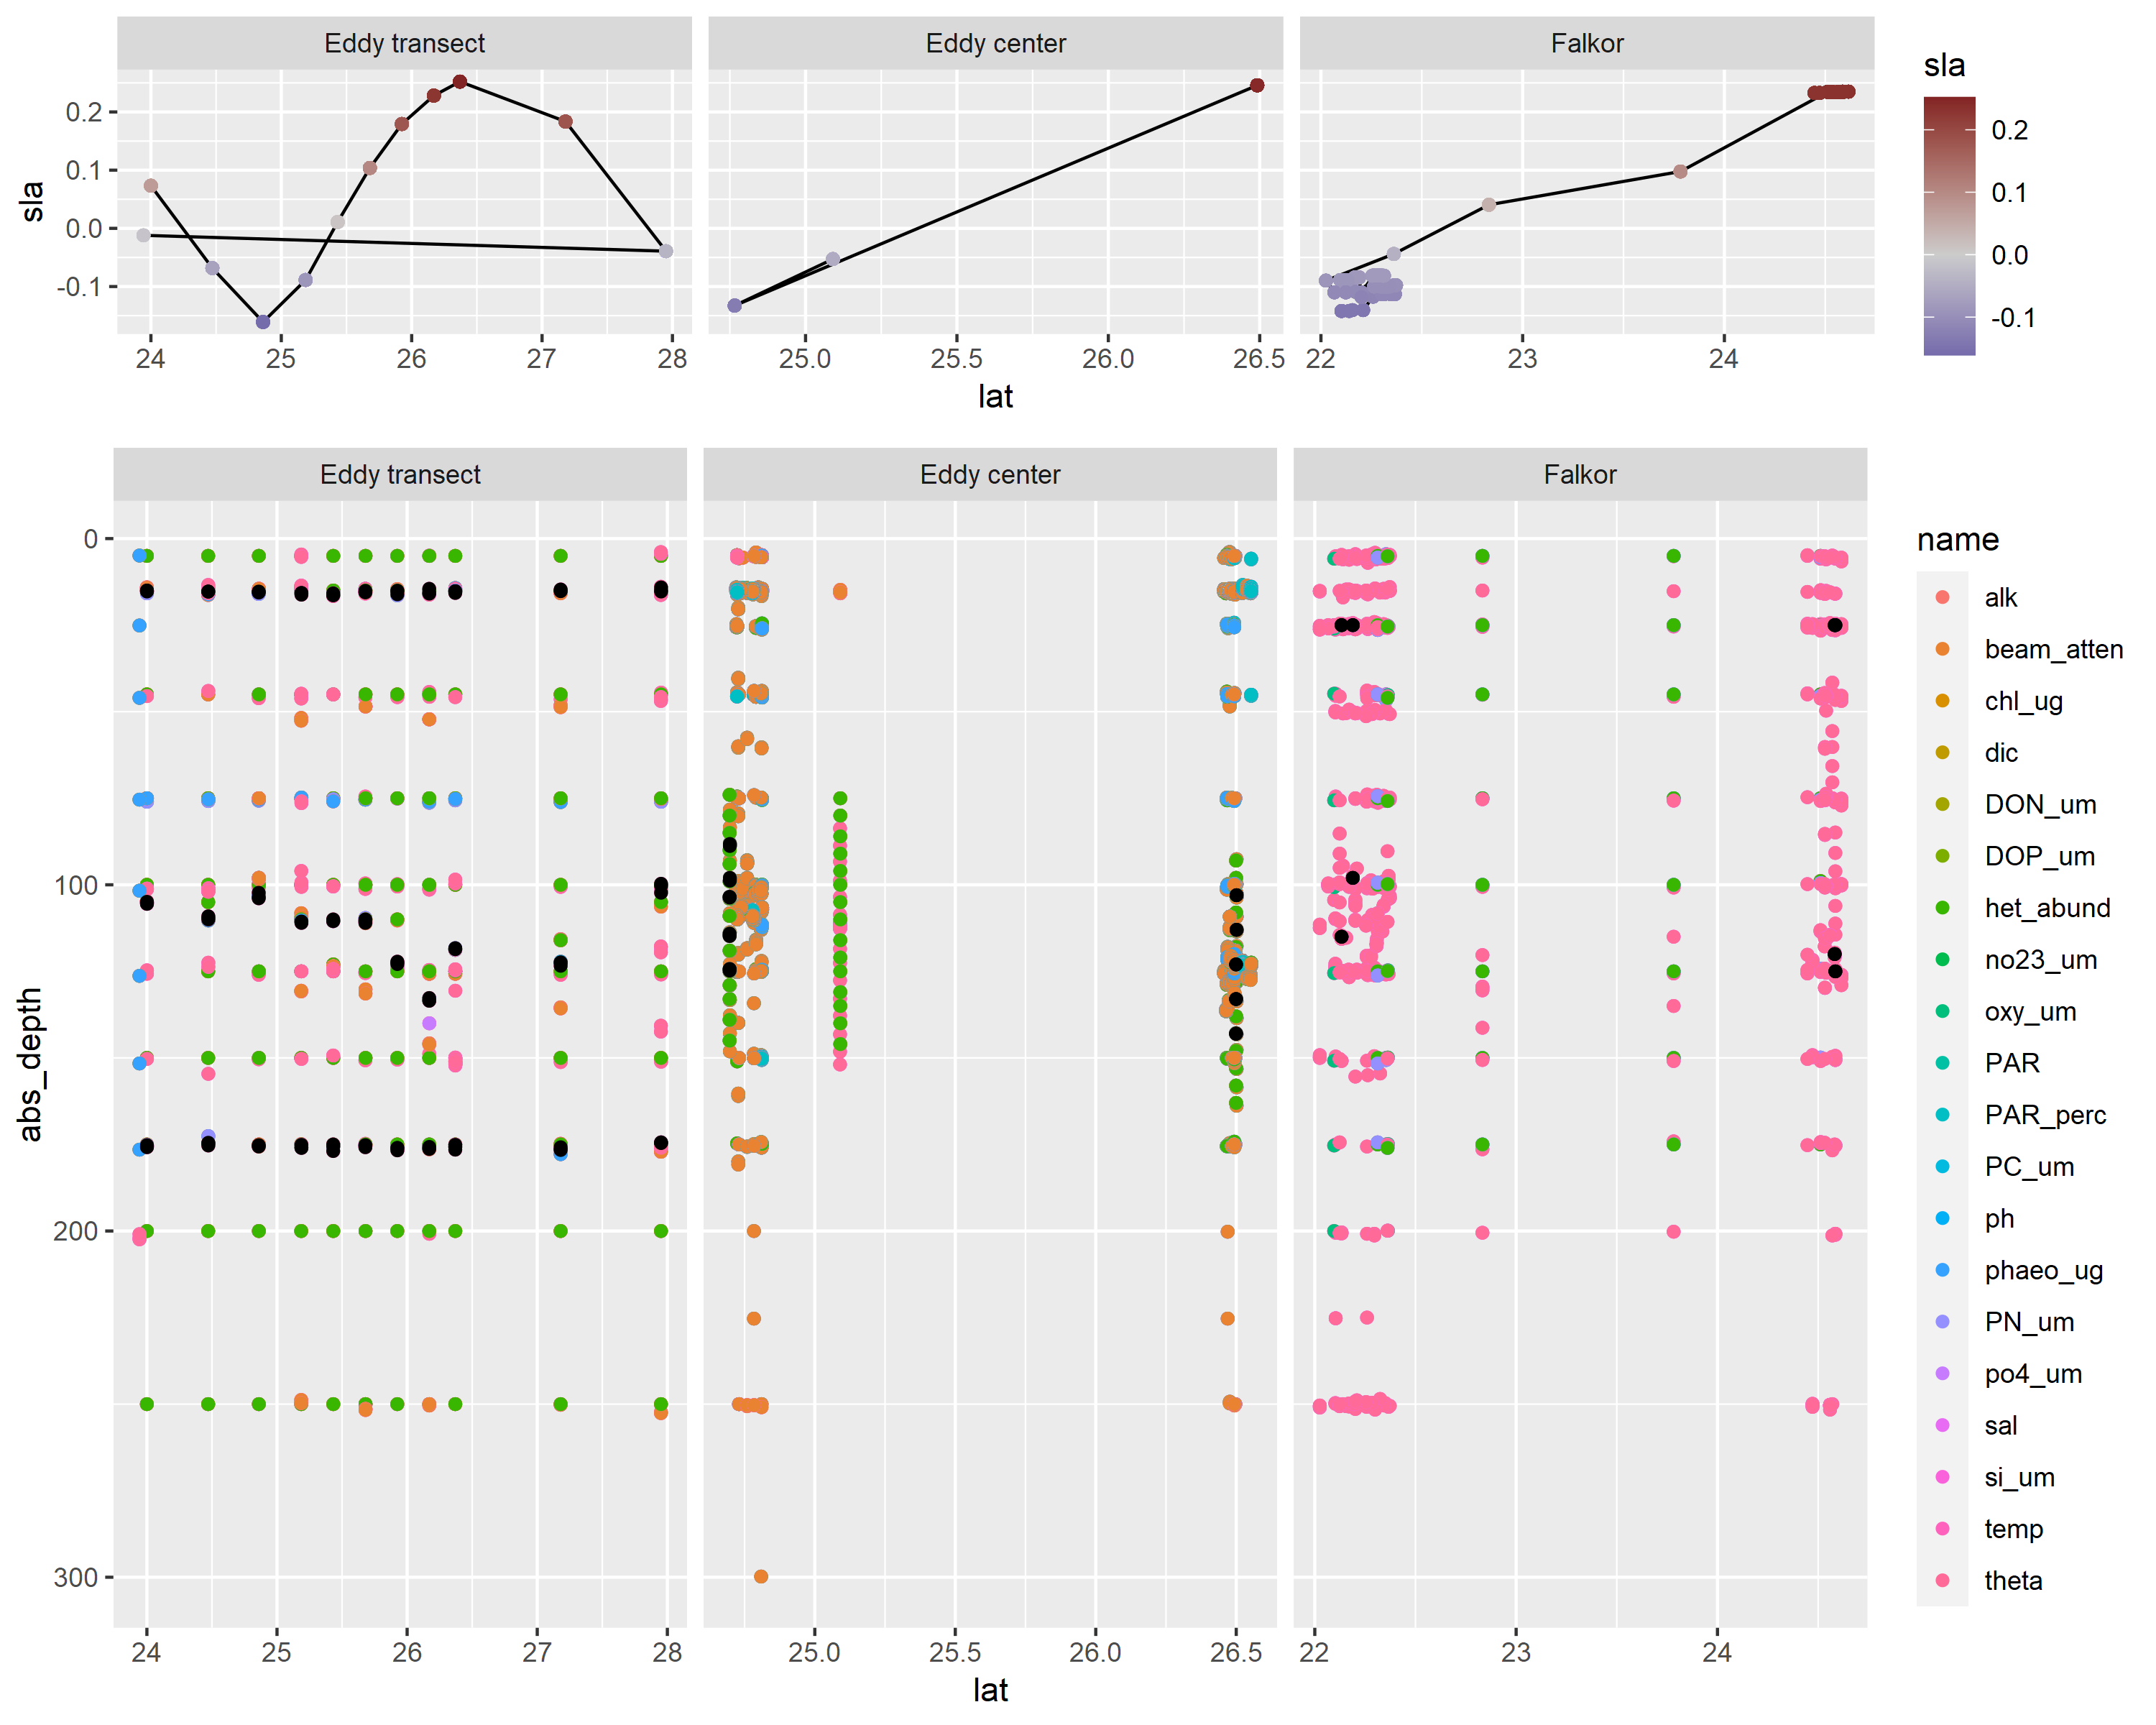 Eddy transect Eddy center Falkor
sla
0.2
0.1
0.0
-0.1
sla
0.2
0.1
0.0
-0.1
24 25 26 27 28 25.0 25.5 26.0 26.5 22 23 24
lat
Eddy transect Eddy center Falkor
abs_depth
0
100
200
300
name
alk
beam_atten
chl_ug
dic
DON_um
DOP_um
het_abund
no23_um
oxy_um
PAR
PAR_perc
PC_um
ph
phaeo_ug
PN_um
po4_um
sal
si_um
temp
theta
24 25 26 27 28 25.0 25.5 26.0 26.5 22 23 24
lat